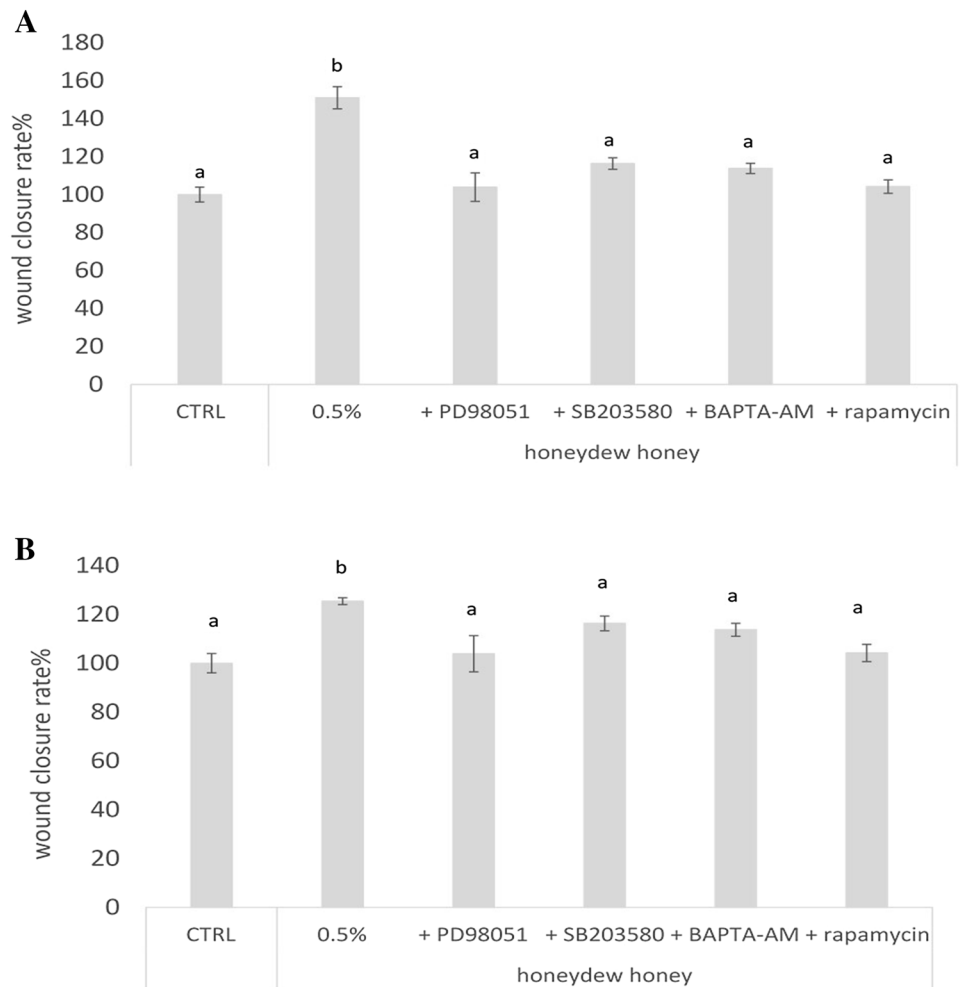 A
wound closure rate%
180
160
140
120
100
80
60
40
20
0
a
b
a
a
a
a
CTRL
0.5%
+ PD98051
+ SB203580
+ BAPTA-AM
+ rapamycin
honeydew honey
B
wound closure rate%
140
120
100
80
60
40
20
0
a
b
a
a
a
a
CTRL
0.5%
+ PD98051
+ SB203580
+ BAPTA-AM
+ rapamycin
honeydew honey